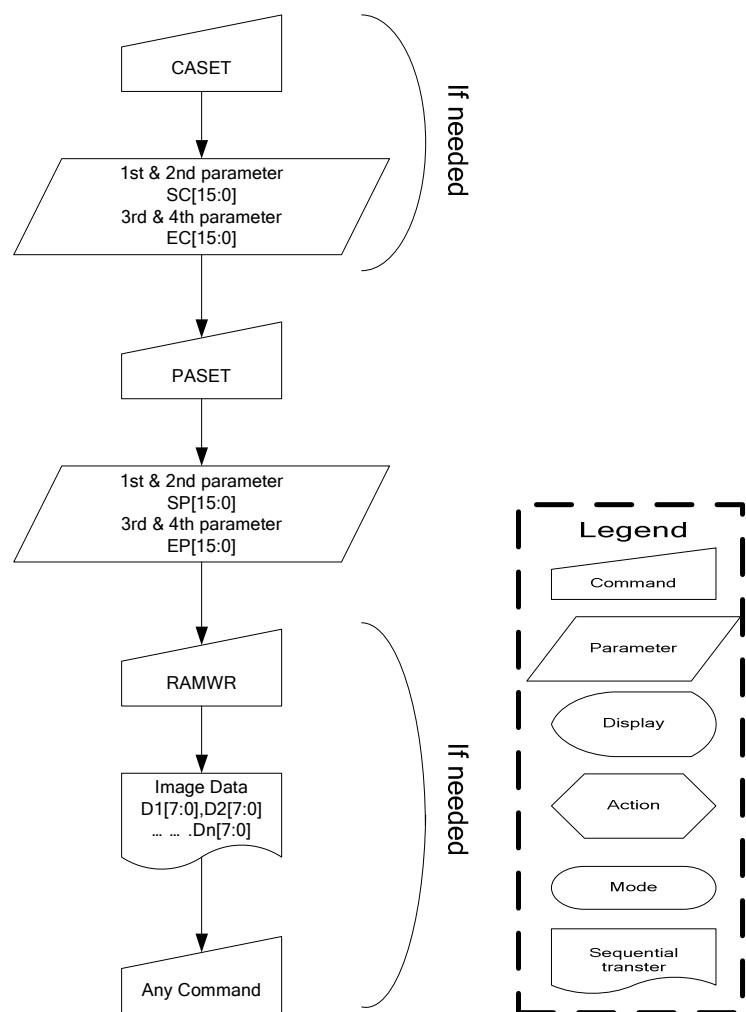 CASET
1st & 2nd parameter
SC[15:0]
3rd & 4th parameter
EC[15:0]
If needed
PASET
1st & 2nd parameter
SP[15:0]
3rd & 4th parameter
EP[15:0]
RAMWR
Image Data
D1[7:0],D2[7:0]
... ... .Dn[7:0]
Any Command
If needed
Legend
Command
Parameter
Display
Action
Mode
Sequential
transter